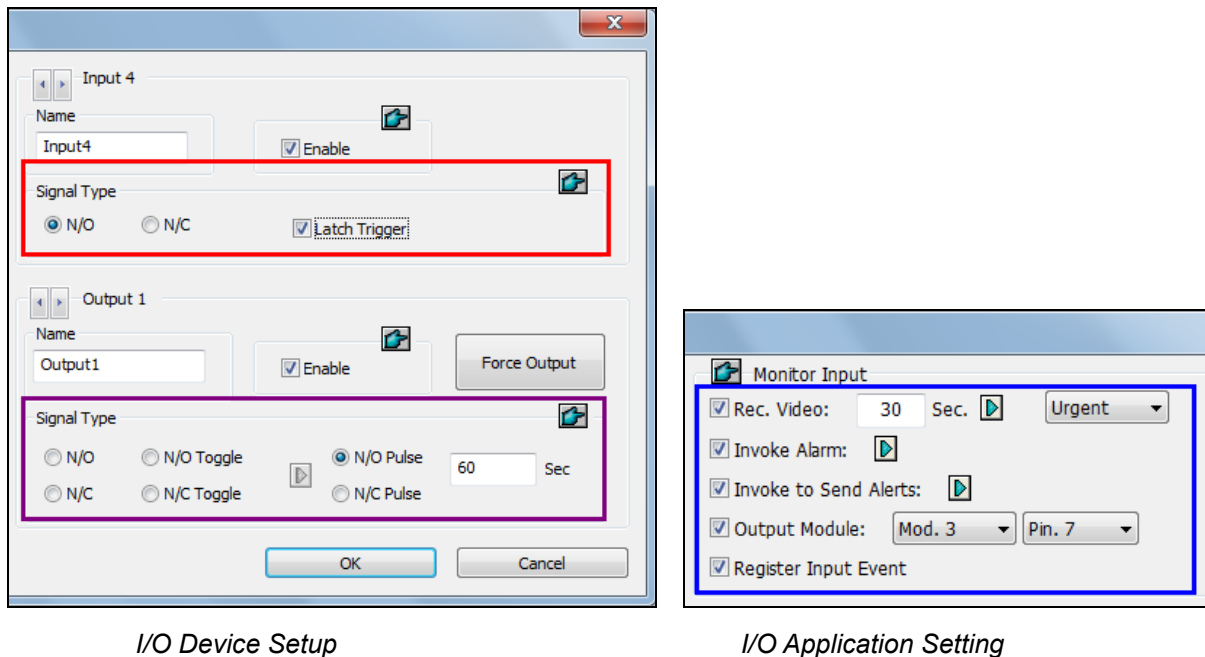 x
Input 4
Name
Input4
Enable
Signal Type
N/O N/C Latch Trigger
Output 1
Name
Output1
Enable
Force Output
Signal Type
N/O N/O Toggle N/O Pulse 60 Sec
N/C N/C Toggle N/C Pulse
OK Cancel
I/O Device Setup
Monitor Input
Rec. Video: 30 Sec. Urgent
Invoke Alarm:
Invoke to Send Alerts:
Output Module: Mod. 3 Pin. 7
Register Input Event
I/O Application Setting